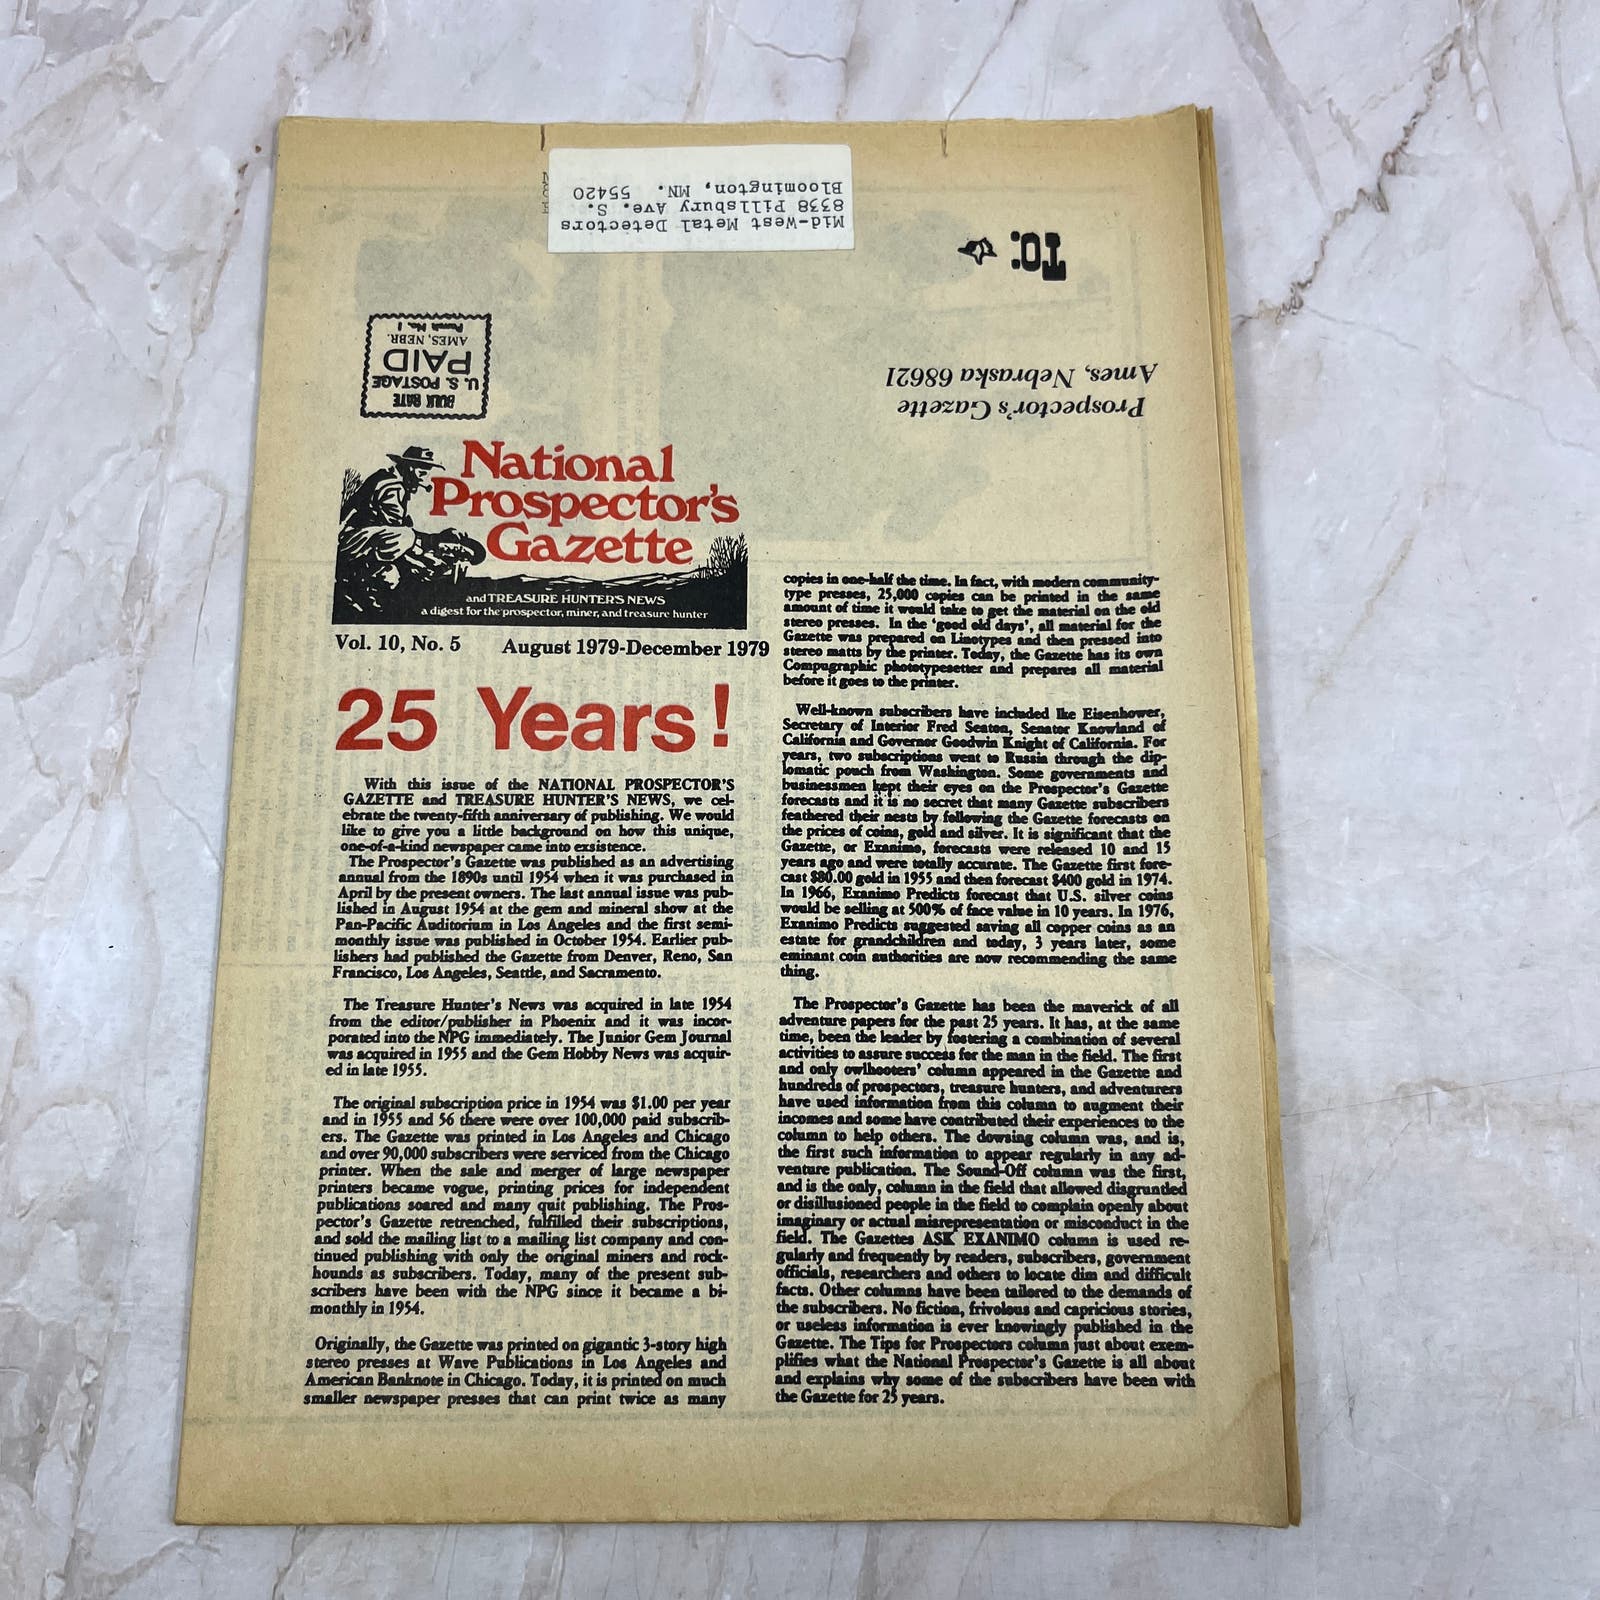 Mid-West Metal Detectors
8338 Pillsbury Ave. S.
Bloomington, MN. 55420
TO:
Prospector's Gazette
Ames, Nebraska 68621
BULK RATE
U. S. POSTAGE
PAID
AMES, NEBR.
Permit No. 1
National
Prospector's
Gazette
and TREASURE HUNTER'S NEWS
a digest for the prospector, miner, and treasure hunter
Vol. 10, No. 5 August 1979-December 1979
25 Years!
With this issue of the NATIONAL PROSPECTOR'S
GAZETTE and TREASURE HUNTER'S NEWS, we cel-
ebrate the twenty-fifth anniversary of publishing. We would
like to give you a little background on how this unique,
one-of-a-kind newspaper came into exsistence.
The Prospector's Gazette was published as an advertising
annual from the 1890s until 1954 when it was purchased in
April by the present owners. The last annual issue was pub-
lished in August 1954 at the gem and mineral show at the
Pan-Pacific Auditorium in Los Angeles and the first semi-
monthly issue was published in October 1954. Earlier pub-
lishers had published the Gazette from Denver, Reno, San
Francisco, Los Angeles, Seattle, and Sacramento.
The Treasure Hunter's News was acquired in late 1954
from the editor/publisher in Phoenix and it was incor-
porated into the NPG immediately. The Junior Gem Journal
was acquired in 1955 and the Gem Hobby News was acquir-
ed in late 1955.
The original subscription price in 1954 was $1.00 per year
and in 1955 and 56 there were over 100,000 paid subscrib-
ers. The Gazette was printed in Los Angeles and Chicago
and over 90,000 subscribers were serviced from the Chicago
printer. When the sale and merger of large newspaper
printers became vogue, printing prices for independent
publications soared and many quit publishing. The Pros-
pector's Gazette retrenched, fulfilled their subscriptions,
and sold the mailing list to a mailing list company and con-
tinued publishing with only the original miners and rock-
hounds as subscribers. Today, many of the present sub-
scribers have been with the NPG since it became a bi-
monthly in 1954.
Originally, the Gazette was printed on gigantic 3-story high
stereo presses at Wave Publications in Los Angeles and
American Banknote in Chicago. Today, it is printed on much
smaller newspaper presses that can print twice as many
copies in one-half the time. In fact, with modern community-
type presses, 25,000 copies can be printed in the same
amount of time it would take to get the material on the old
stereo presses. In the 'good old days', all material for the
Gazette was prepared on Linotypes and then pressed into
stereo matts by the printer. Today, the Gazette has its own
Compugraphic phototypesetter and prepares all material
before it goes to the printer.
Well-known subscribers have included Ike Eisenhower,
Secretary of Interior Fred Seaton, Senator Knowland of
California and Governor Goodwin Knight of California. For
years, two subscriptions went to Russia through the dip-
lomatic pouch from Washington. Some governments and
businessmen kept their eyes on the Prospector's Gazette
forecasts and it is no secret that many Gazette subscribers
feathered their nests by following the Gazette forecasts on
the prices of coins, gold and silver. It is significant that the
Gazette, or Exanimo, forecasts were released 10 and 15
years ago and were totally accurate. The Gazette first fore-
cast $80.00 gold in 1955 and then forecast $400 gold in 1974.
In 1966, Exanimo Predicts forecast that U.S. silver coins
would be selling at 500% of face value in 10 years. In 1976,
Exanimo Predicts suggested saving all copper coins as an
estate for grandchildren and today, 3 years later, some
eminant coin authorities are now recommending the same
thing.
The Prospector's Gazette has been the maverick of all
adventure papers for the past 25 years. It has, at the same
time, been the leader by fostering a combination of several
activities to assure success for the man in the field. The first
and only owlhooters' column appeared in the Gazette and
hundreds of prospectors, treasure hunters, and adventurers
have used information from this column to augment their
incomes and some have contributed their experiences to the
column to help others. The dowsing column was, and is,
the first such information to appear regularly in any ad-
venture publication. The Sound-Off column was the first,
and is the only, column in the field that allowed disgruntled
or disillusioned people in the field to complain openly about
imaginary or actual misrepresentation or misconduct in the
field. The Gazettes ASK EXANIMO column is used re-
gularly and frequently by readers, subscribers, government
officials, researchers and others to locate dim and difficult
facts. Other columns have been tailored to the demands of
the subscribers. No fiction, frivolous and capricious stories,
or useless information is ever knowingly published in the
Gazette. The Tips for Prospectors column just about exem-
plifies what the National Prospector's Gazette is all about
and explains why some of the subscribers have been with
the Gazette for 25 years.